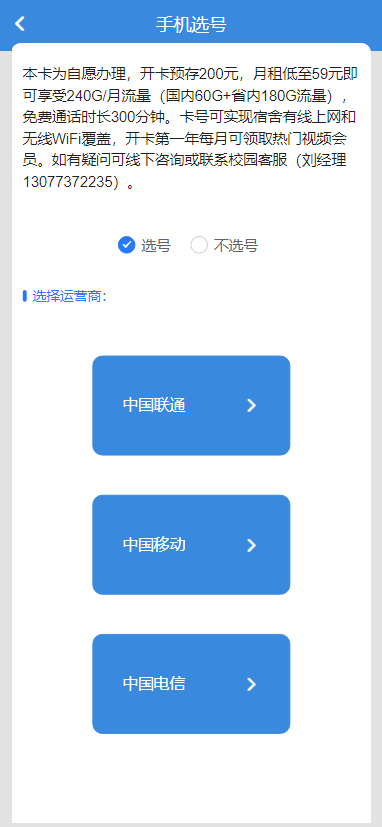 手机选号
本卡为自愿办理，开卡预存200元，月租低至59元即
可享受240G/月流量（国内60G+省内180G流量），
免费通话时长300分钟。卡号可实现宿舍有线上网和
无线WiFi覆盖，开卡第一年每月可领取热门视频会
员。如有疑问可线下咨询或联系校园客服（刘经理
13077372235）。
选号 不选号
选择运营商：
中国联通
中国移动
中国电信